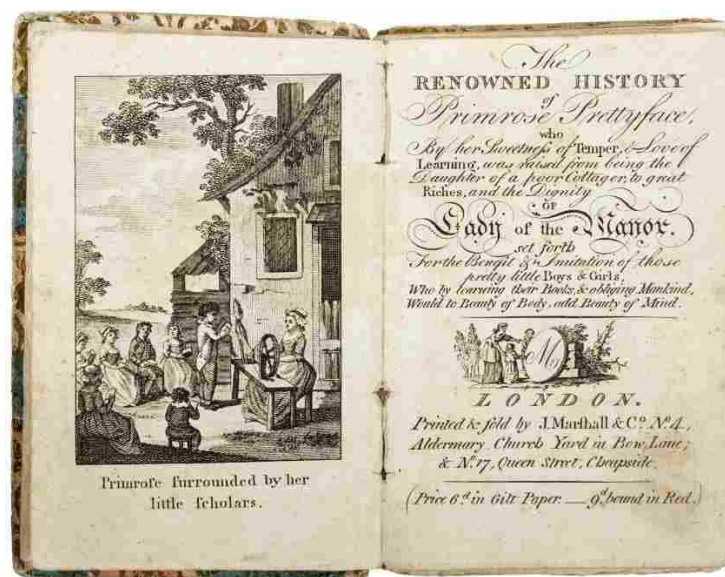 Primroſe ſurrounded by her
little ſcholars.
The
RENOWNED HISTORY
of
Primrose Prettyface,
who
By her Sweetness of Temper, & Love of
Learning, was raised from being the
Daughter of a poor Cottager, to great
Riches, and the Dignity
OF
Lady of the Manor.
set forth
For the Benefit & Imitation of those
pretty little Boys & Girls,
Who by learning their Books, & obliging Mankind,
Would to Beauty of Body, add Beauty of Mind.
LONDON.
Printed & ſold by J. Marſhall & Co. No. 4,
Aldermary Church Yard in Bow Lane;
& No. 17, Queen Street, Cheapside.
(Price 6d. in Gilt Paper — 9d. bound in Red.)